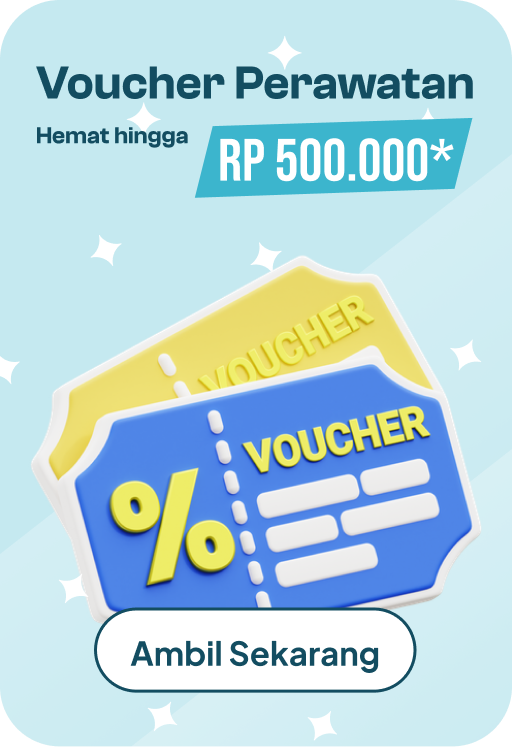 Voucher Perawatan
Hemat hingga
RP 500.000*
VOUCHER
VOUCHER
%
Ambil Sekarang